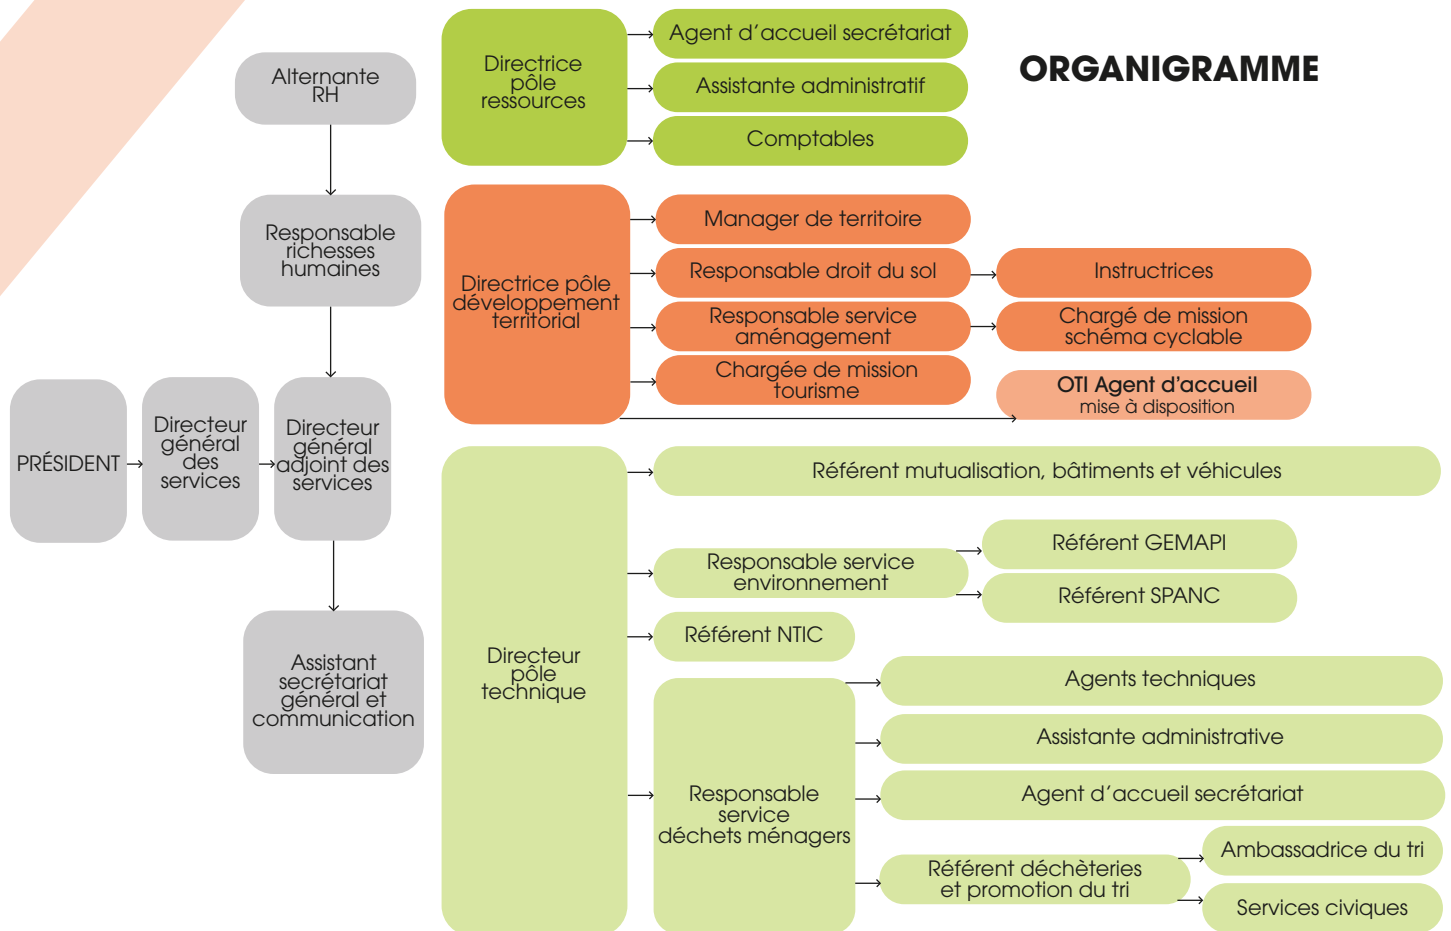 ORGANIGRAMME
Alternante
RH
Responsable
richesses
humaines
PRÉSIDENT
Directeur
général
des
services
Directeur
général
adjoint des
services
Assistant
secrétariat
général et
communication
Directrice
pôle
ressources
Agent d'accueil secrétariat
Assistante administratif
Comptables
Directrice pôle
développement
territorial
Manager de territoire
Responsable droit du sol
Instructrices
Responsable service
aménagement
Chargé de mission
schéma cyclable
Chargée de mission
tourisme
OTI Agent d'accueil
mise à disposition
Directeur
pôle
technique
Référent mutualisation, bâtiments et véhicules
Responsable service
environnement
Référent GEMAPI
Référent SPANC
Référent NTIC
Responsable
service
déchets ménagers
Agents techniques
Assistante administrative
Agent d'accueil secrétariat
Référent déchèteries
et promotion du tri
Ambassadrice du tri
Services civiques